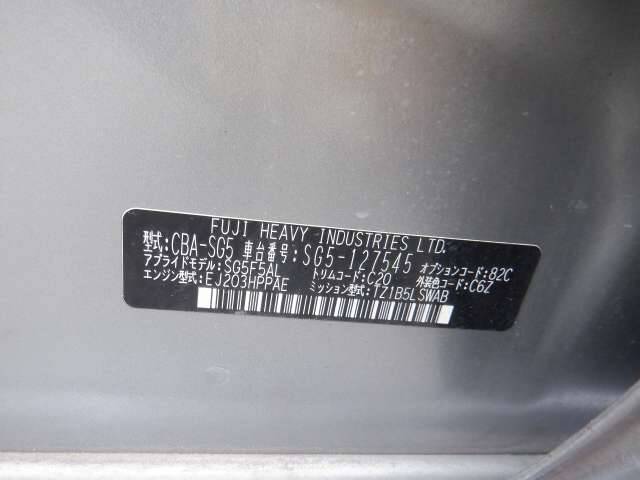 FUJI HEAVY INDUSTRIES LTD.
型式: CBA-SG5 車台番号: SG5-127545
アプライドモデル: SG5F5AL トリムコード: C20 オプションコード: 82C
エンジン型式: EJ203HPPAE ミッション型式: TZ1B5LSWAB 外装色コード: C6Z